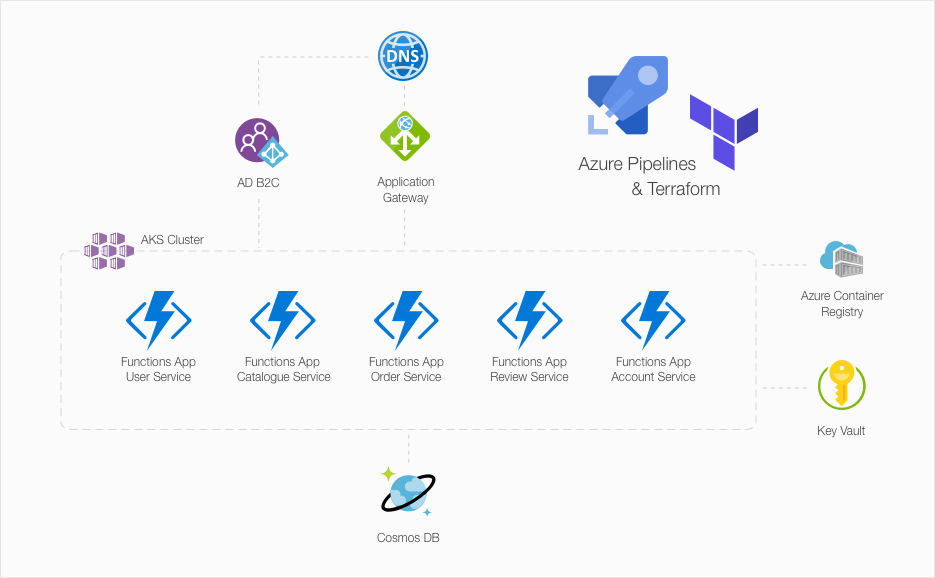 DNS
AD B2C
Application
Gateway
Azure Pipelines
& Terraform
AKS Cluster
Functions App
User Service
Functions App
Catalogue Service
Functions App
Order Service
Functions App
Review Service
Functions App
Account Service
Azure Container
Registry
Key Vault
Cosmos DB